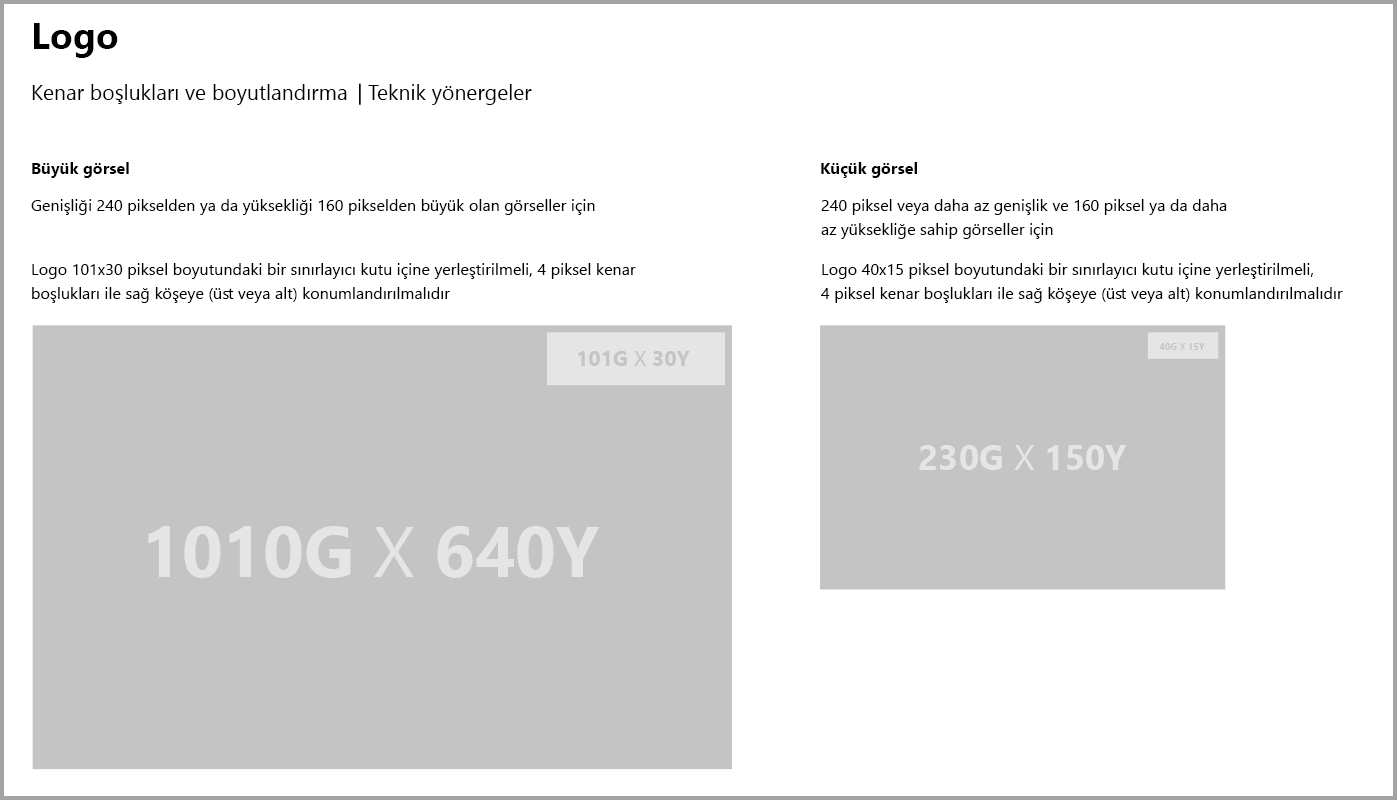 Logo
Kenar boşlukları ve boyutlandırma | Teknik yönergeler
Büyük görsel
Genişliği 240 pikselden ya da yüksekliği 160 pikselden büyük olan görseller için
Logo 101x30 piksel boyutundaki bir sınırlayıcı kutu içine yerleştirilmeli, 4 piksel kenar
boşlukları ile sağ köşeye (üst veya alt) konumlandırılmalıdır
101G X 30Y
1010G X 640Y
Küçük görsel
240 piksel veya daha az genişlik ve 160 piksel ya da daha
az yüksekliğe sahip görseller için
Logo 40x15 piksel boyutundaki bir sınırlayıcı kutu içine yerleştirilmeli,
4 piksel kenar boşlukları ile sağ köşeye (üst veya alt) konumlandırılmalıdır
40G X 15Y
230G X 150Y